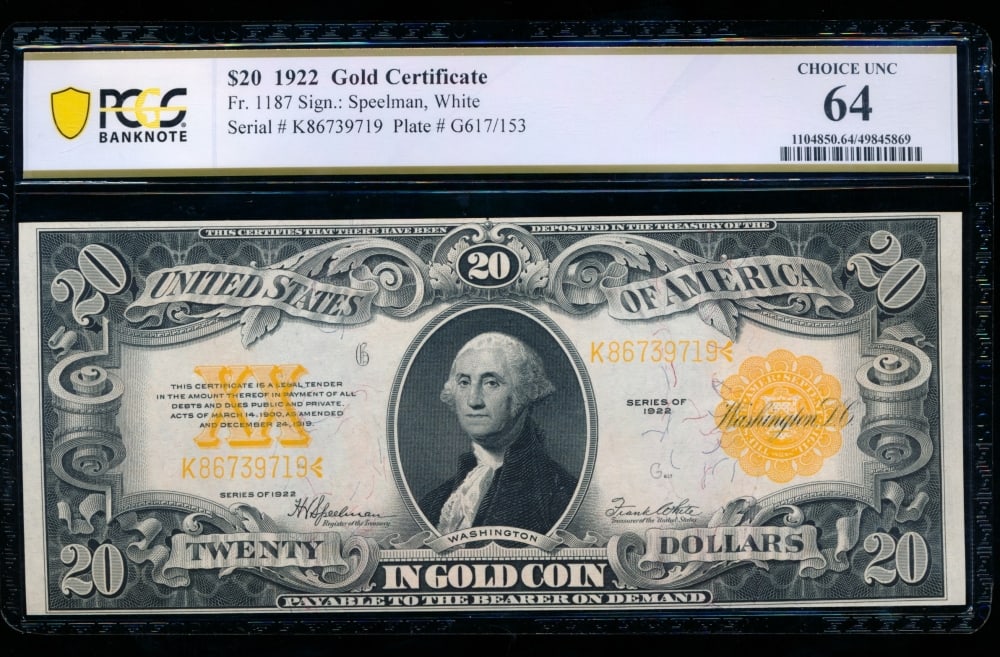 PCGS
BANKNOTE
$20 1922 Gold Certificate
Fr. 1187 Sign.: Speelman, White
Serial # K86739719 Plate # G617/153
CHOICE UNC
64
1104850.64/49845869
THIS CERTIFIES THAT THERE HAVE BEEN
DEPOSITED IN THE TREASURY OF THE
20
20
20
UNITED STATES
OF AMERICA
G
K86739719
XX
THIS CERTIFICATE IS A LEGAL TENDER
IN THE AMOUNT THEREOF IN PAYMENT OF ALL
DEBTS AND DUES PUBLIC AND PRIVATE.
ACTS OF MARCH 14, 1900, AS AMENDED
AND DECEMBER 24, 1919.
SERIES OF
1922
Washington, D.C.
K86739719
G617
SERIES OF 1922
H.V. Speelman
Register of the Treasury
Frank White
Treasurer of the United States
WASHINGTON
TWENTY
DOLLARS
20
20
IN GOLD COIN
PAYABLE TO THE BEARER ON DEMAND